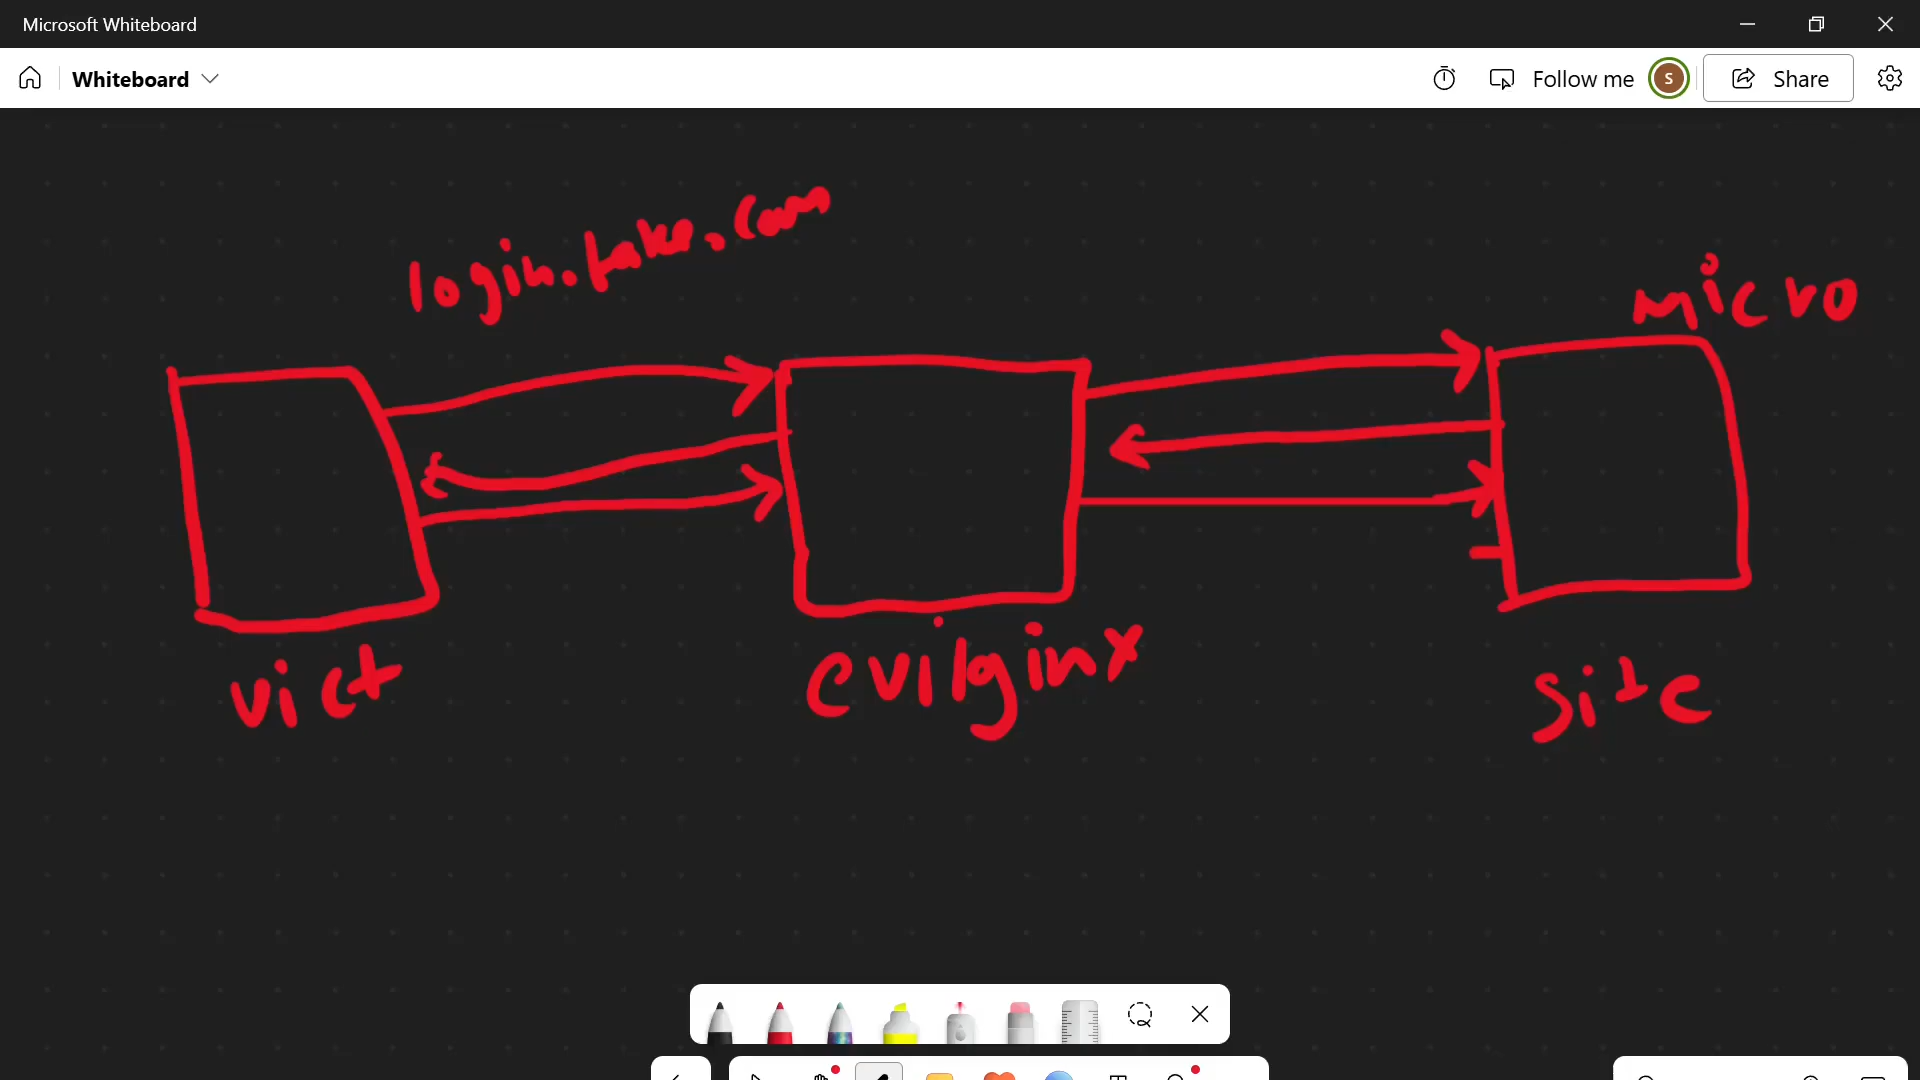 Microsoft Whiteboard
Whiteboard
Follow me
S
Share
login.fake.com
micro
vict
evilginx
site